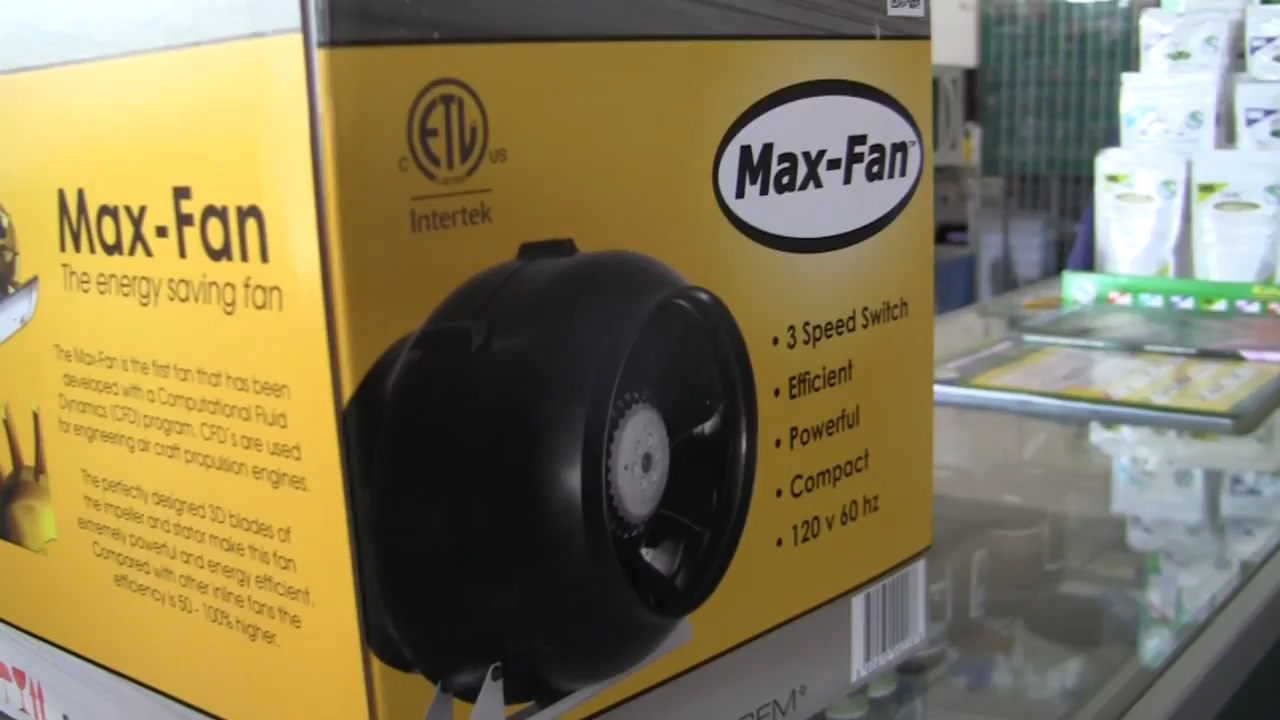 Max-Fan
The energy saving fan
The Max-Fan is the first fan that has been
developed with a Computational Fluid
Dynamics (CFD) program. CFD's are used
for engineering air craft propulsion engines.
The perfectly designed 3D blades of
the impeller and stator make this fan
extremely powerful and energy efficient.
Compared with other inline fans the
efficiency is 50 - 100% higher.
C ETL US
Intertek
Max-Fan™
• 3 Speed Switch
• Efficient
• Powerful
• Compact
• 120 v 60 hz